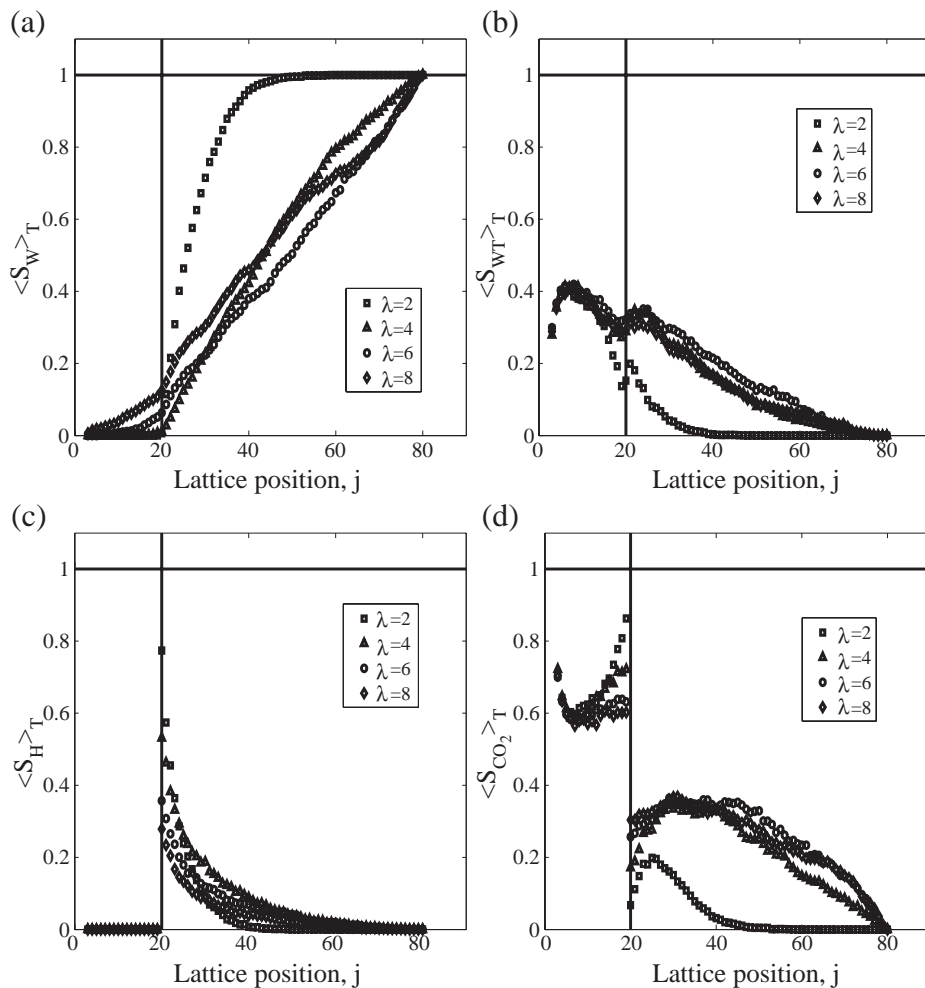 (a)
1
0.8
0.6
0.4
0.2
0
0 20 40 60 80
<S_W>_T
Lattice position, j
λ=2
λ=4
λ=6
λ=8
(b)
1
0.8
0.6
0.4
0.2
0
0 20 40 60 80
<S_WT>_T
Lattice position, j
λ=2
λ=4
λ=6
λ=8
(c)
1
0.8
0.6
0.4
0.2
0
0 20 40 60 80
<S_H>_T
Lattice position, j
λ=2
λ=4
λ=6
λ=8
(d)
1
0.8
0.6
0.4
0.2
0
0 20 40 60 80
<S_CO_2>_T
Lattice position, j
λ=2
λ=4
λ=6
λ=8